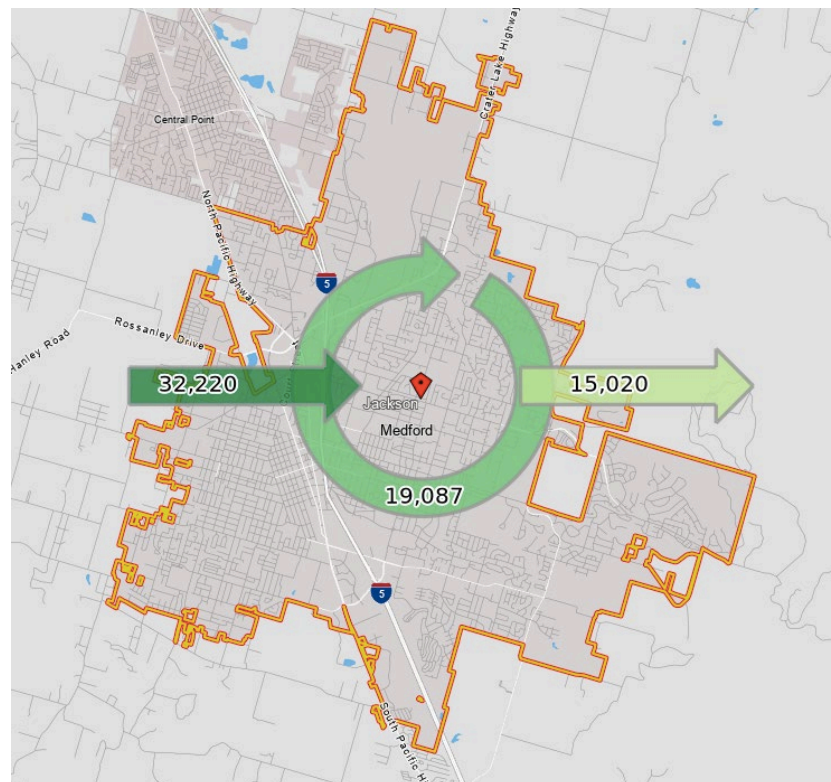 Crater Lake Highway
Central Point
North Pacific Highway
5
Rossanley Drive
Hanley Road
32,220
15,020
Jackson
Medford
19,087
5
South Pacific Hi